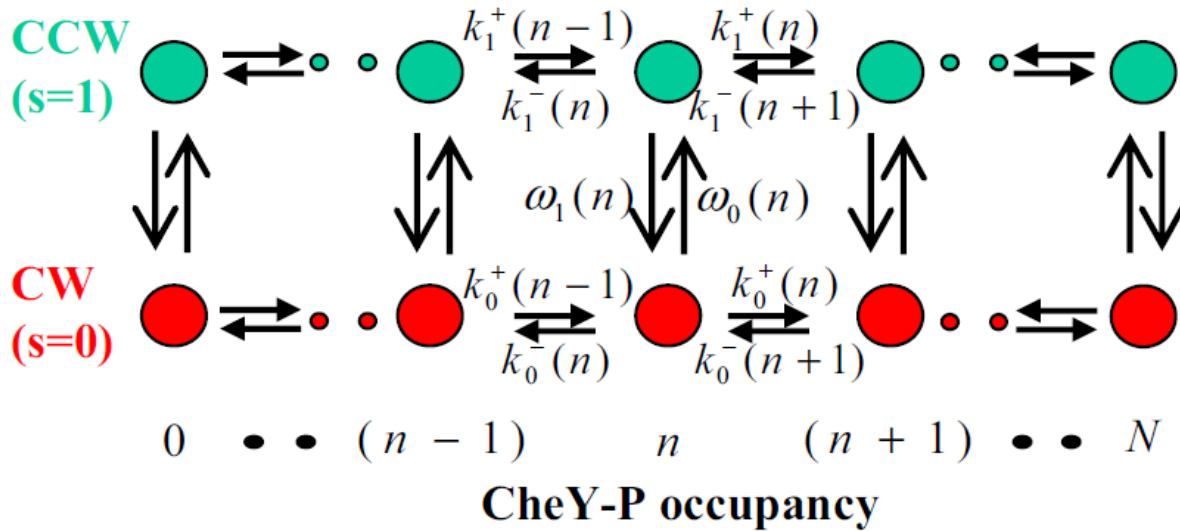 CCW
(s=1)
k₁⁺(n−1) k₁⁺(n)
k₁⁻(n) k₁⁻(n+1)
ω₁(n) ω₀(n)
CW
(s=0)
k₀⁺(n−1) k₀⁺(n)
k₀⁻(n) k₀⁻(n+1)
0 •• (n − 1) n (n + 1) •• N
CheY-P occupancy